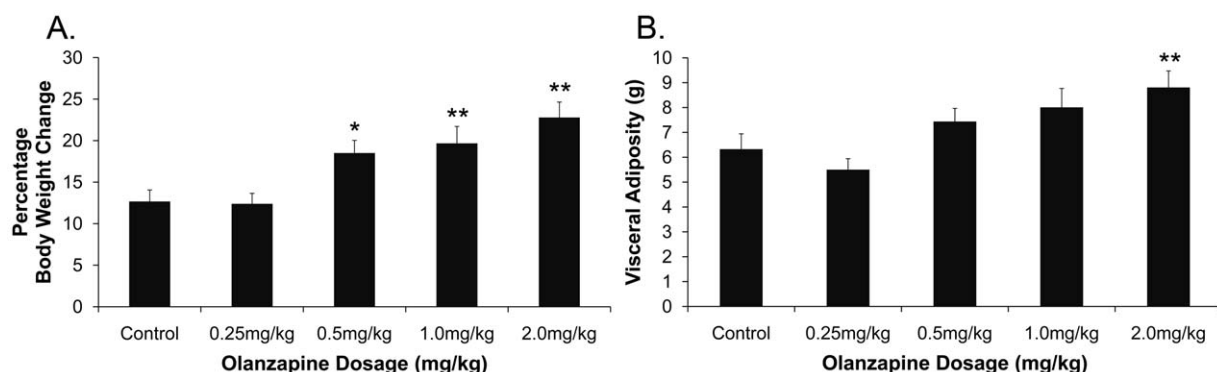 A.
Percentage
Body Weight Change
30
25
20
15
10
5
0
*
**
**
Control
0.25mg/kg
0.5mg/kg
1.0mg/kg
2.0mg/kg
Olanzapine Dosage (mg/kg)
B.
Visceral Adiposity (g)
10
9
8
7
6
5
4
3
2
1
0
**
Control
0.25mg/kg
0.5mg/kg
1.0mg/kg
2.0mg/kg
Olanzapine Dosage (mg/kg)